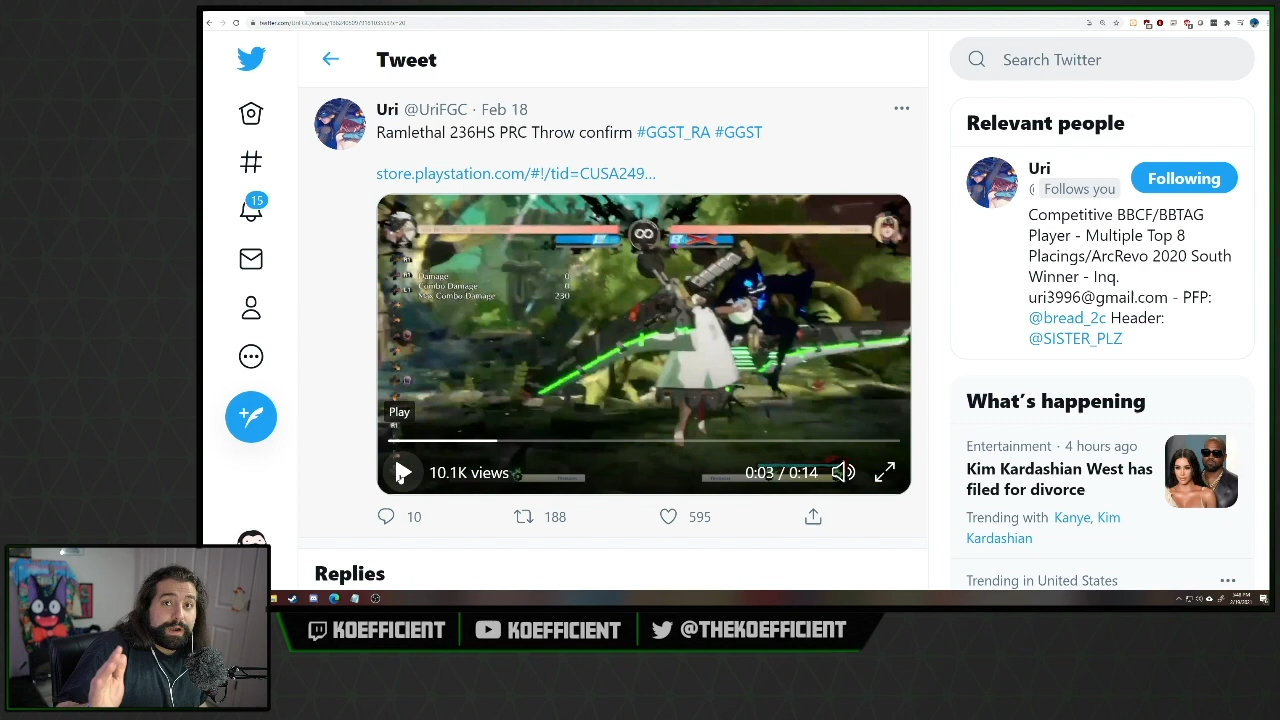 Tweet
Search Twitter
Uri @UriFGC · Feb 18
Ramlethal 236HS PRC Throw confirm #GGST_RA #GGST
store.playstation.com/#!/tid=CUSA249...
15
Damage 0
Combo Damage 0
Max Combo Damage 230
Play
10.1K views
0:03 / 0:14
10
188
595
Replies
Relevant people
Uri
Follows you
Following
Competitive BBCF/BBTAG
Player - Multiple Top 8
Placings/ArcRevo 2020 South
Winner - Inq.
uri3996@gmail.com - PFP:
@bread_2c Header:
@SISTER_PLZ
What's happening
Entertainment · 4 hours ago
Kim Kardashian West has
filed for divorce
Trending with Kanye, Kim
Kardashian
Trending in United States
KOEFFICIENT
KOEFFICIENT
@THEKOEFFICIENT